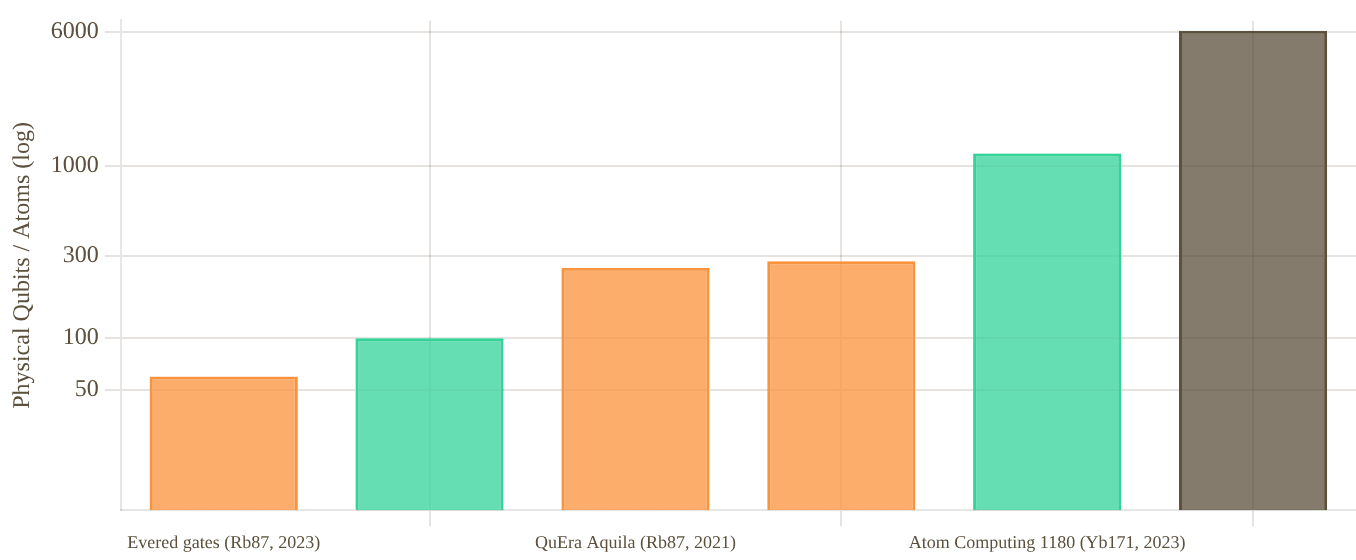 6000
1000
300
100
50
Physical Qubits / Atoms (log)
Evered gates (Rb87, 2023)
QuEra Aquila (Rb87, 2021)
Atom Computing 1180 (Yb171, 2023)